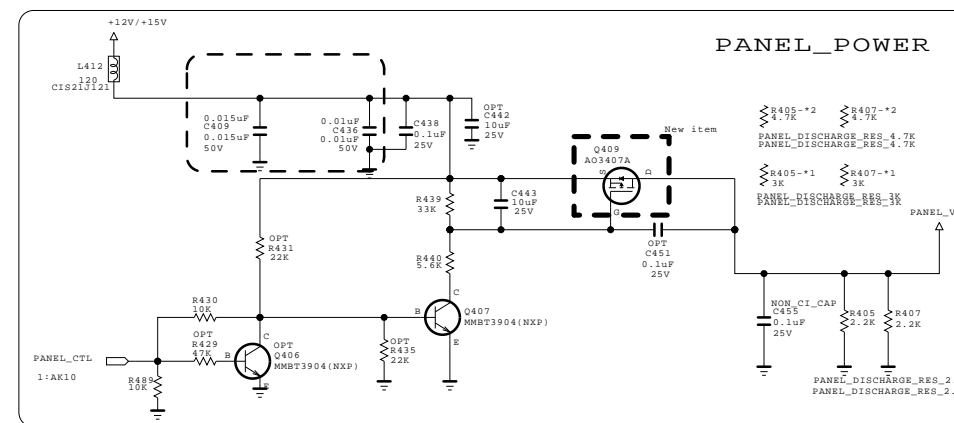 +12V/+15V
PANEL_POWER
L412
120
CIS21J121
0.015uF
C409
0.015uF
50V
0.01uF
C436
0.01uF
50V
C438
0.1uF
25V
OPT
C442
10uF
25V
New item
Q409
AO3407A
S
D
G
R405-*2
4.7K
R407-*2
4.7K
PANEL_DISCHARGE_RES_4.7K
PANEL_DISCHARGE_RES_4.7K
R405-*1
3K
R407-*1
3K
PANEL_DISCHARGE_RES_3K
PANEL_DISCHARGE_RES_3K
PANEL_V
R439
33K
C443
10uF
25V
OPT
R431
22K
R440
5.6K
OPT
C451
0.1uF
25V
R430
10K
C
B
E
Q407
MMBT3904(NXP)
NON_CI_CAP
C455
0.1uF
25V
R405
2.2K
R407
2.2K
PANEL_CTL
1:AK10
OPT
R429
47K
B
C
E
OPT
Q406
MMBT3904(NXP)
OPT
R435
22K
R489
10K
PANEL_DISCHARGE_RES_2.
PANEL_DISCHARGE_RES_2.